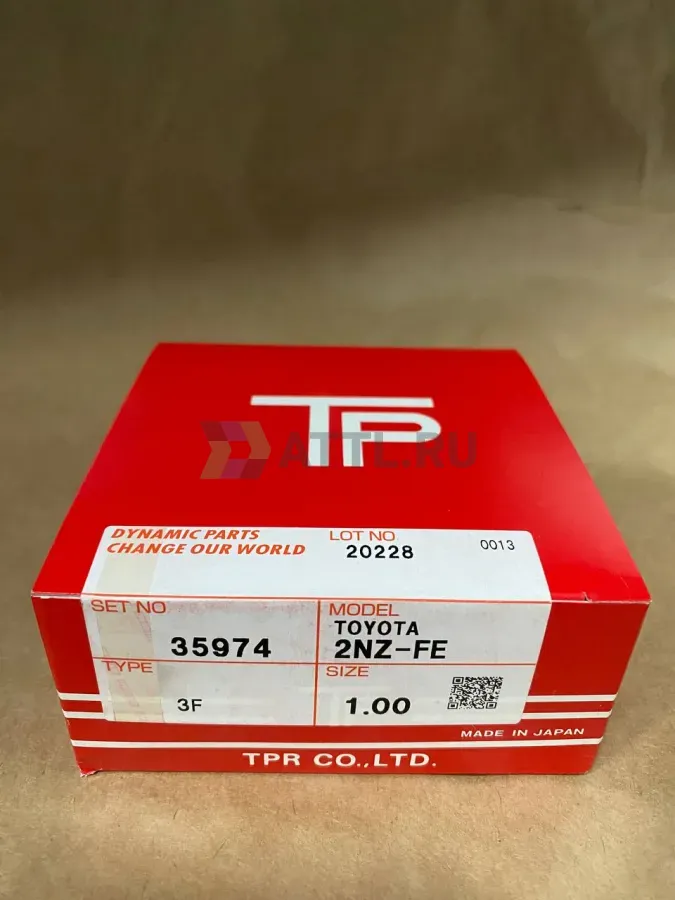 TP
ATTL.RU
DYNAMIC PARTS
CHANGE OUR WORLD
LOT NO
20228
0013
SET NO
35974
MODEL
TOYOTA
2NZ-FE
TYPE
3F
SIZE
1.00
MADE IN JAPAN
TPR CO.,LTD.